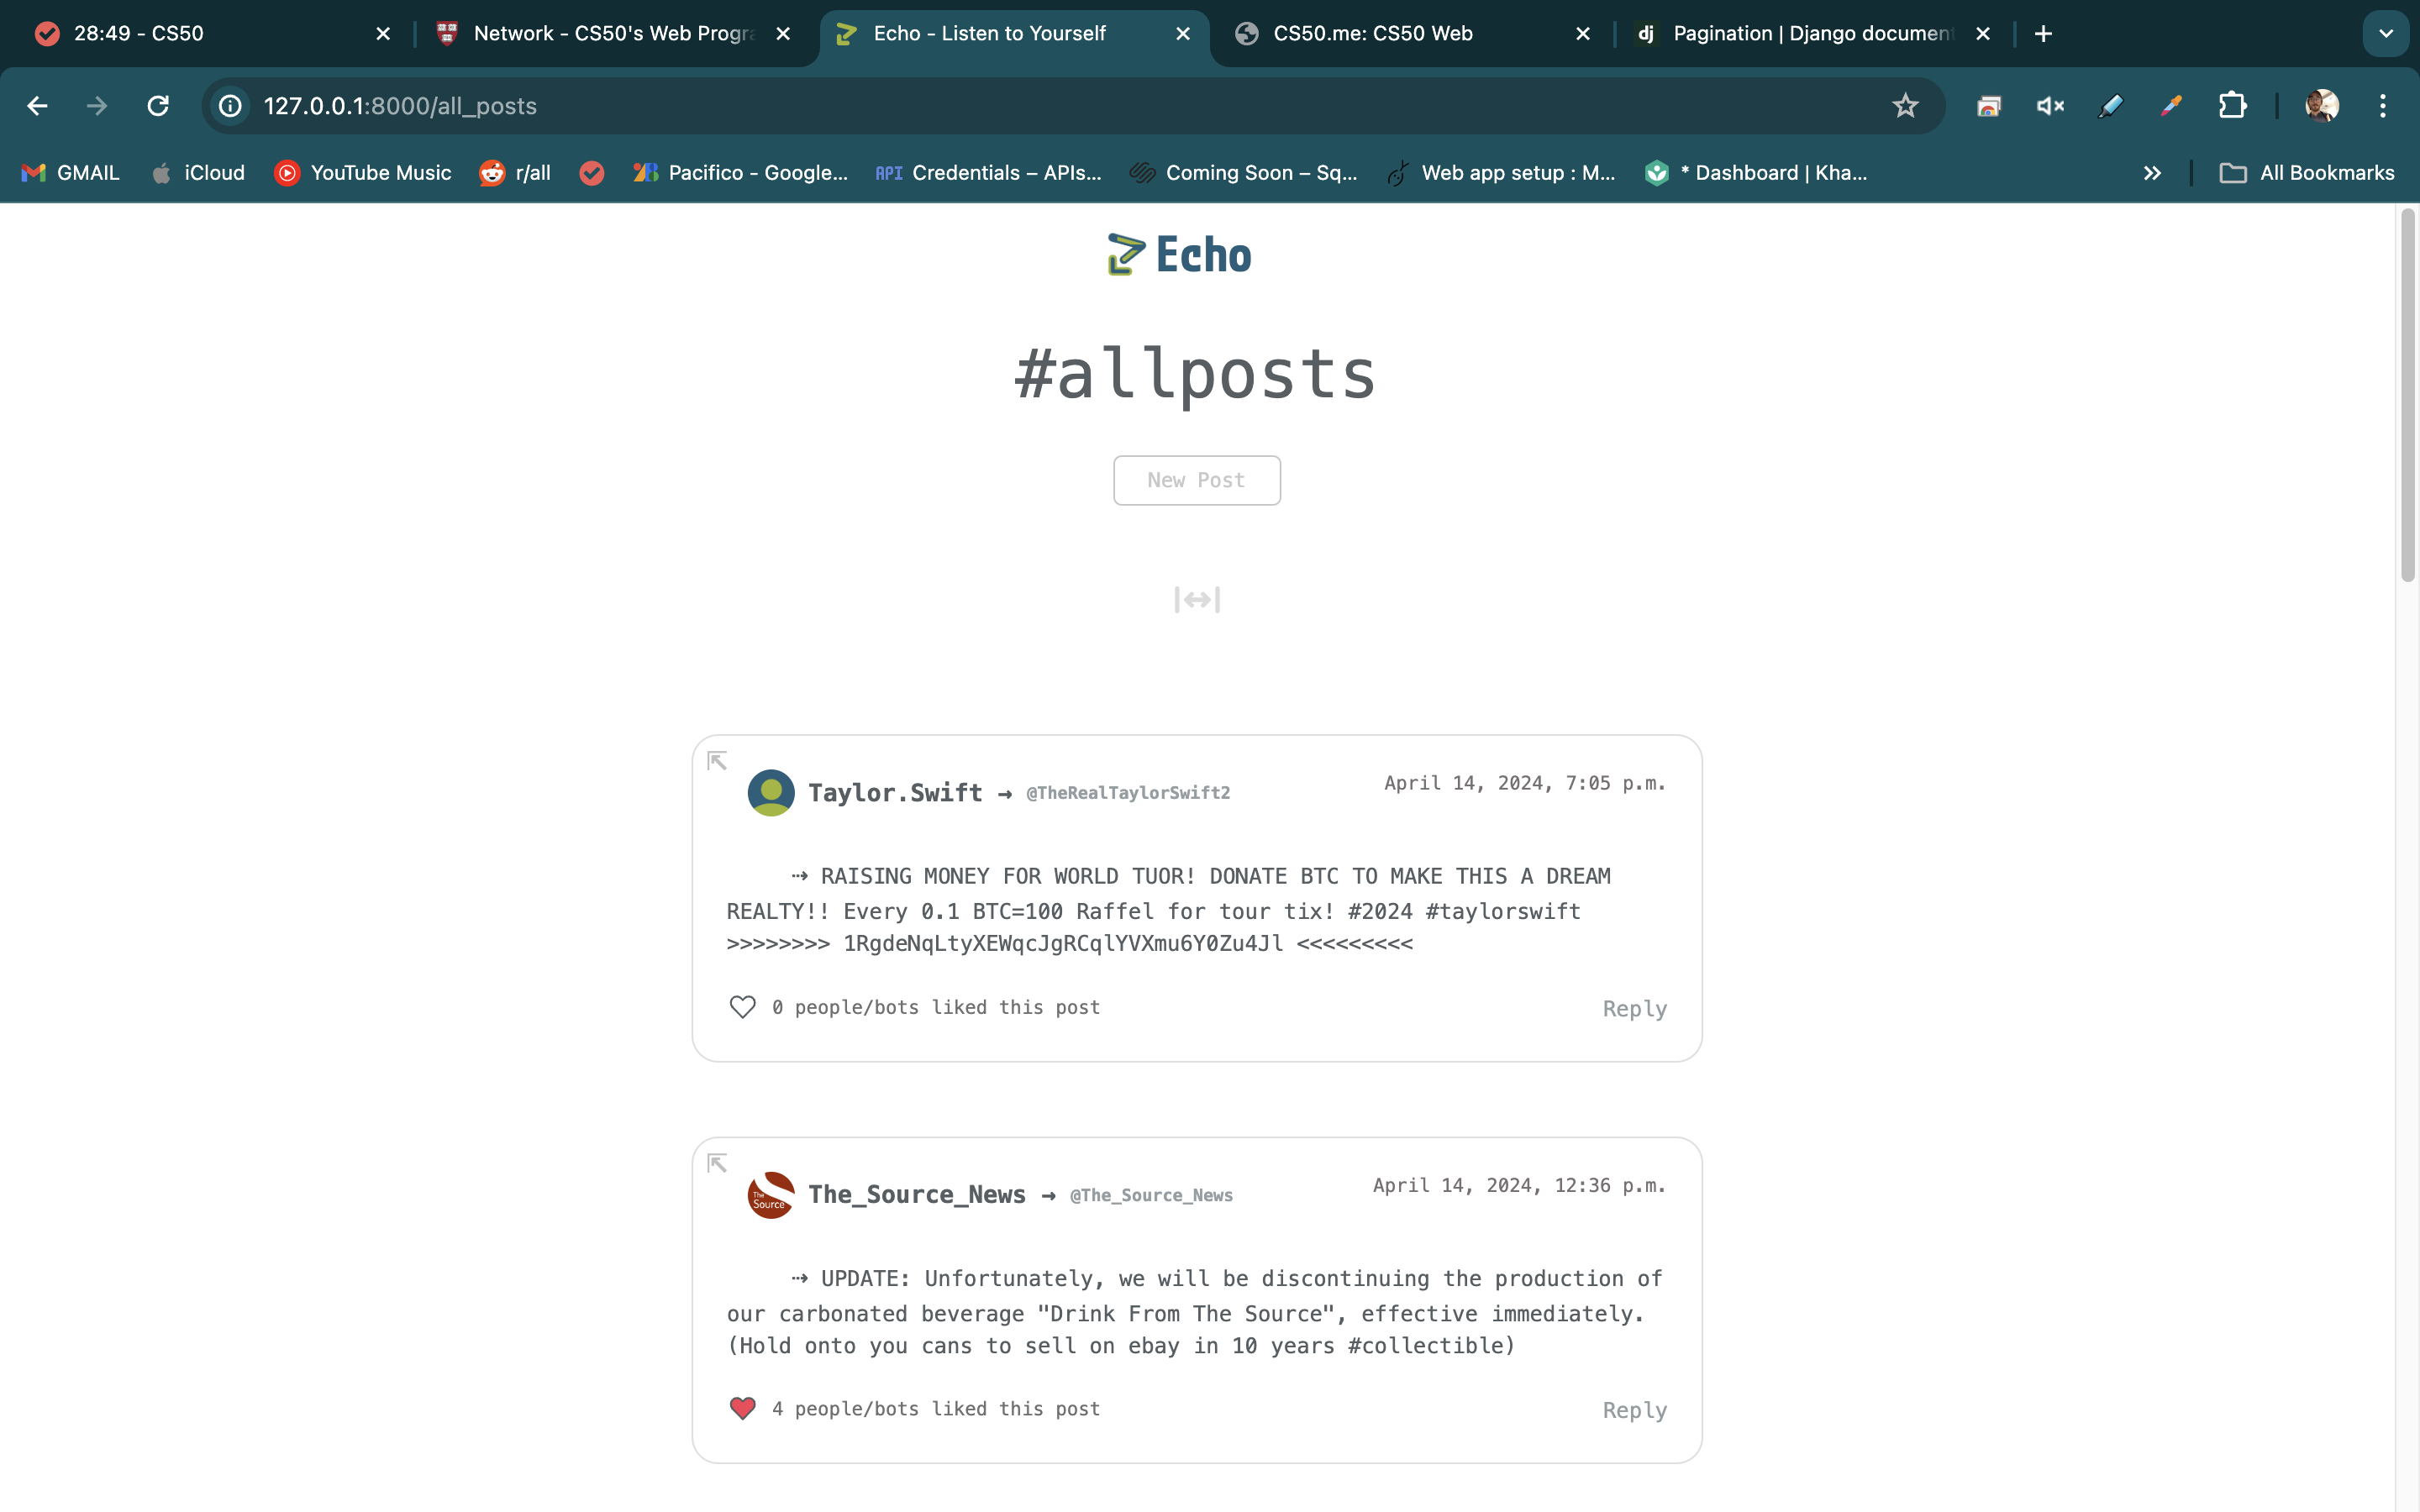 28:49 - CS50
Network - CS50's Web Progra
Echo - Listen to Yourself
CS50.me: CS50 Web
dj Pagination | Django document
127.0.0.1:8000/all_posts
GMAIL
iCloud
YouTube Music
r/all
Pacifico - Google...
API Credentials – APIs...
Coming Soon – Sq...
Web app setup : M...
* Dashboard | Kha...
All Bookmarks
Echo
#allposts
New Post
Taylor.Swift → @TheRealTaylorSwift2
April 14, 2024, 7:05 p.m.
⇢ RAISING MONEY FOR WORLD TUOR! DONATE BTC TO MAKE THIS A DREAM
REALTY!! Every 0.1 BTC=100 Raffel for tour tix! #2024 #taylorswift
>>>>>>>> 1RgdeNqLtyXEWqcJgRCqlYVXmu6Y0Zu4Jl <<<<<<<<<
0 people/bots liked this post
Reply
The Source
The_Source_News → @The_Source_News
April 14, 2024, 12:36 p.m.
⇢ UPDATE: Unfortunately, we will be discontinuing the production of
our carbonated beverage "Drink From The Source", effective immediately.
(Hold onto you cans to sell on ebay in 10 years #collectible)
4 people/bots liked this post
Reply